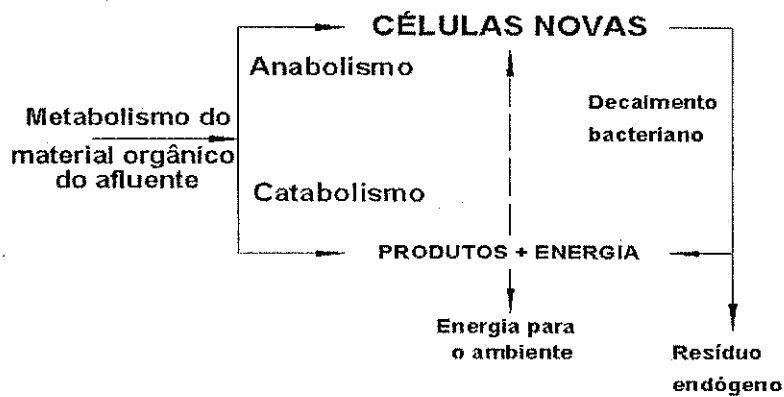 CÉLULAS NOVAS
Anabolismo
Metabolismo do
material orgânico
do afluente
Catabolismo
Decaimento
bacteriano
PRODUTOS + ENERGIA
Energia para
o ambiente
Resíduo
endógeno